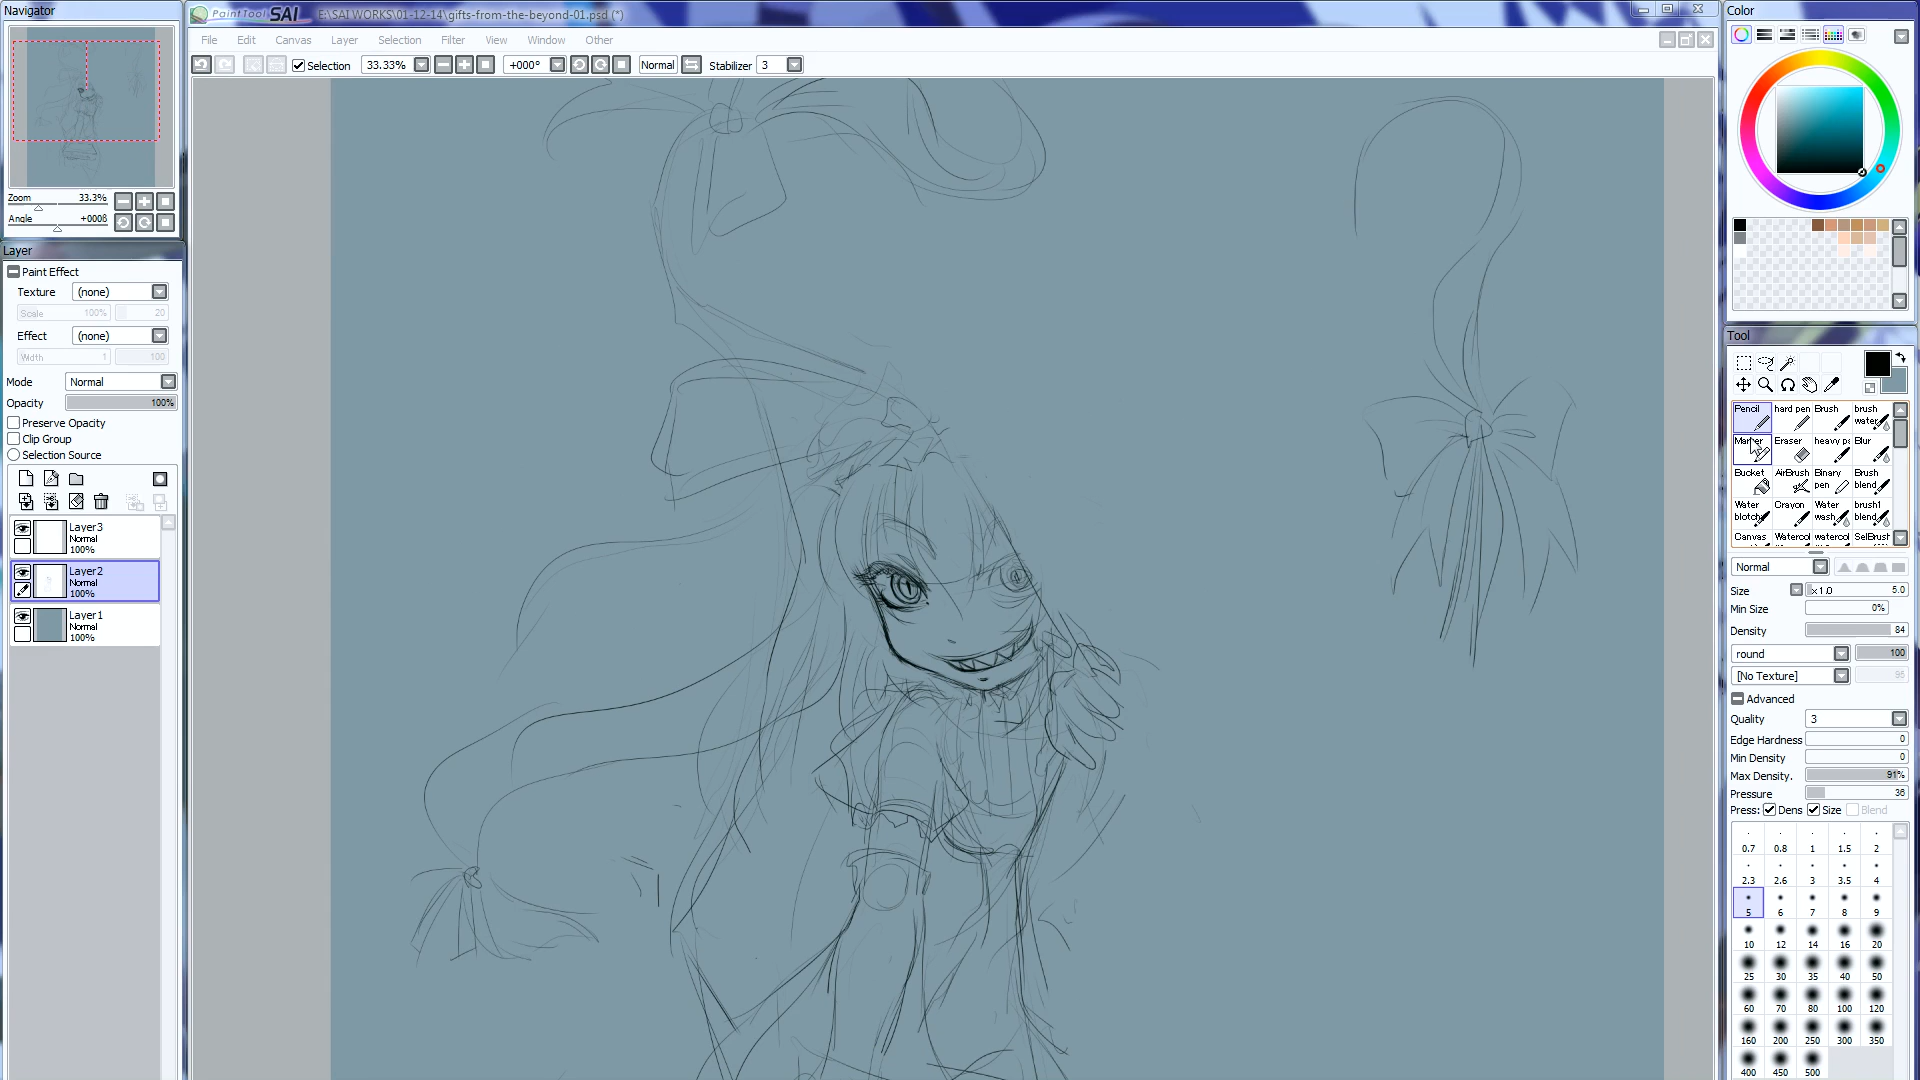 Navigator
PaintTool SAI E:\SAI WORKS\01-12-14\gifts-from-the-beyond-01.psd (*)
File Edit Canvas Layer Selection Filter View Window Other
Selection 33.33% +000° Normal Stabilizer 3
Zoom 33.3%
Angle +000ß
Layer
Paint Effect
Texture (none)
Scale 100% 20
Effect (none)
Width 1 100
Mode Normal
Opacity 100%
Preserve Opacity
Clip Group
Selection Source
Layer3
Normal
100%
Layer2
Normal
100%
Layer1
Normal
100%
Color
Tool
Pencil hard pen Brush brush water
Marker Eraser heavy p Blur
Bucket AirBrush Binary pen Brush blend
Water blotch Crayon Water wash brush1 blend
Canvas Watercol watercol SelBrush
Normal
Size x1.0 5.0
Min Size 0%
Density 84
round 100
[No Texture] 95
Advanced
Quality 3
Edge Hardness 0
Min Density 0
Max Density. 91%
Pressure 36
Press: Dens Size Blend
0.7 0.8 1 1.5 2
2.3 2.6 3 3.5 4
5 6 7 8 9
10 12 14 16 20
25 30 35 40 50
60 70 80 100 120
160 200 250 300 350
400 450 500